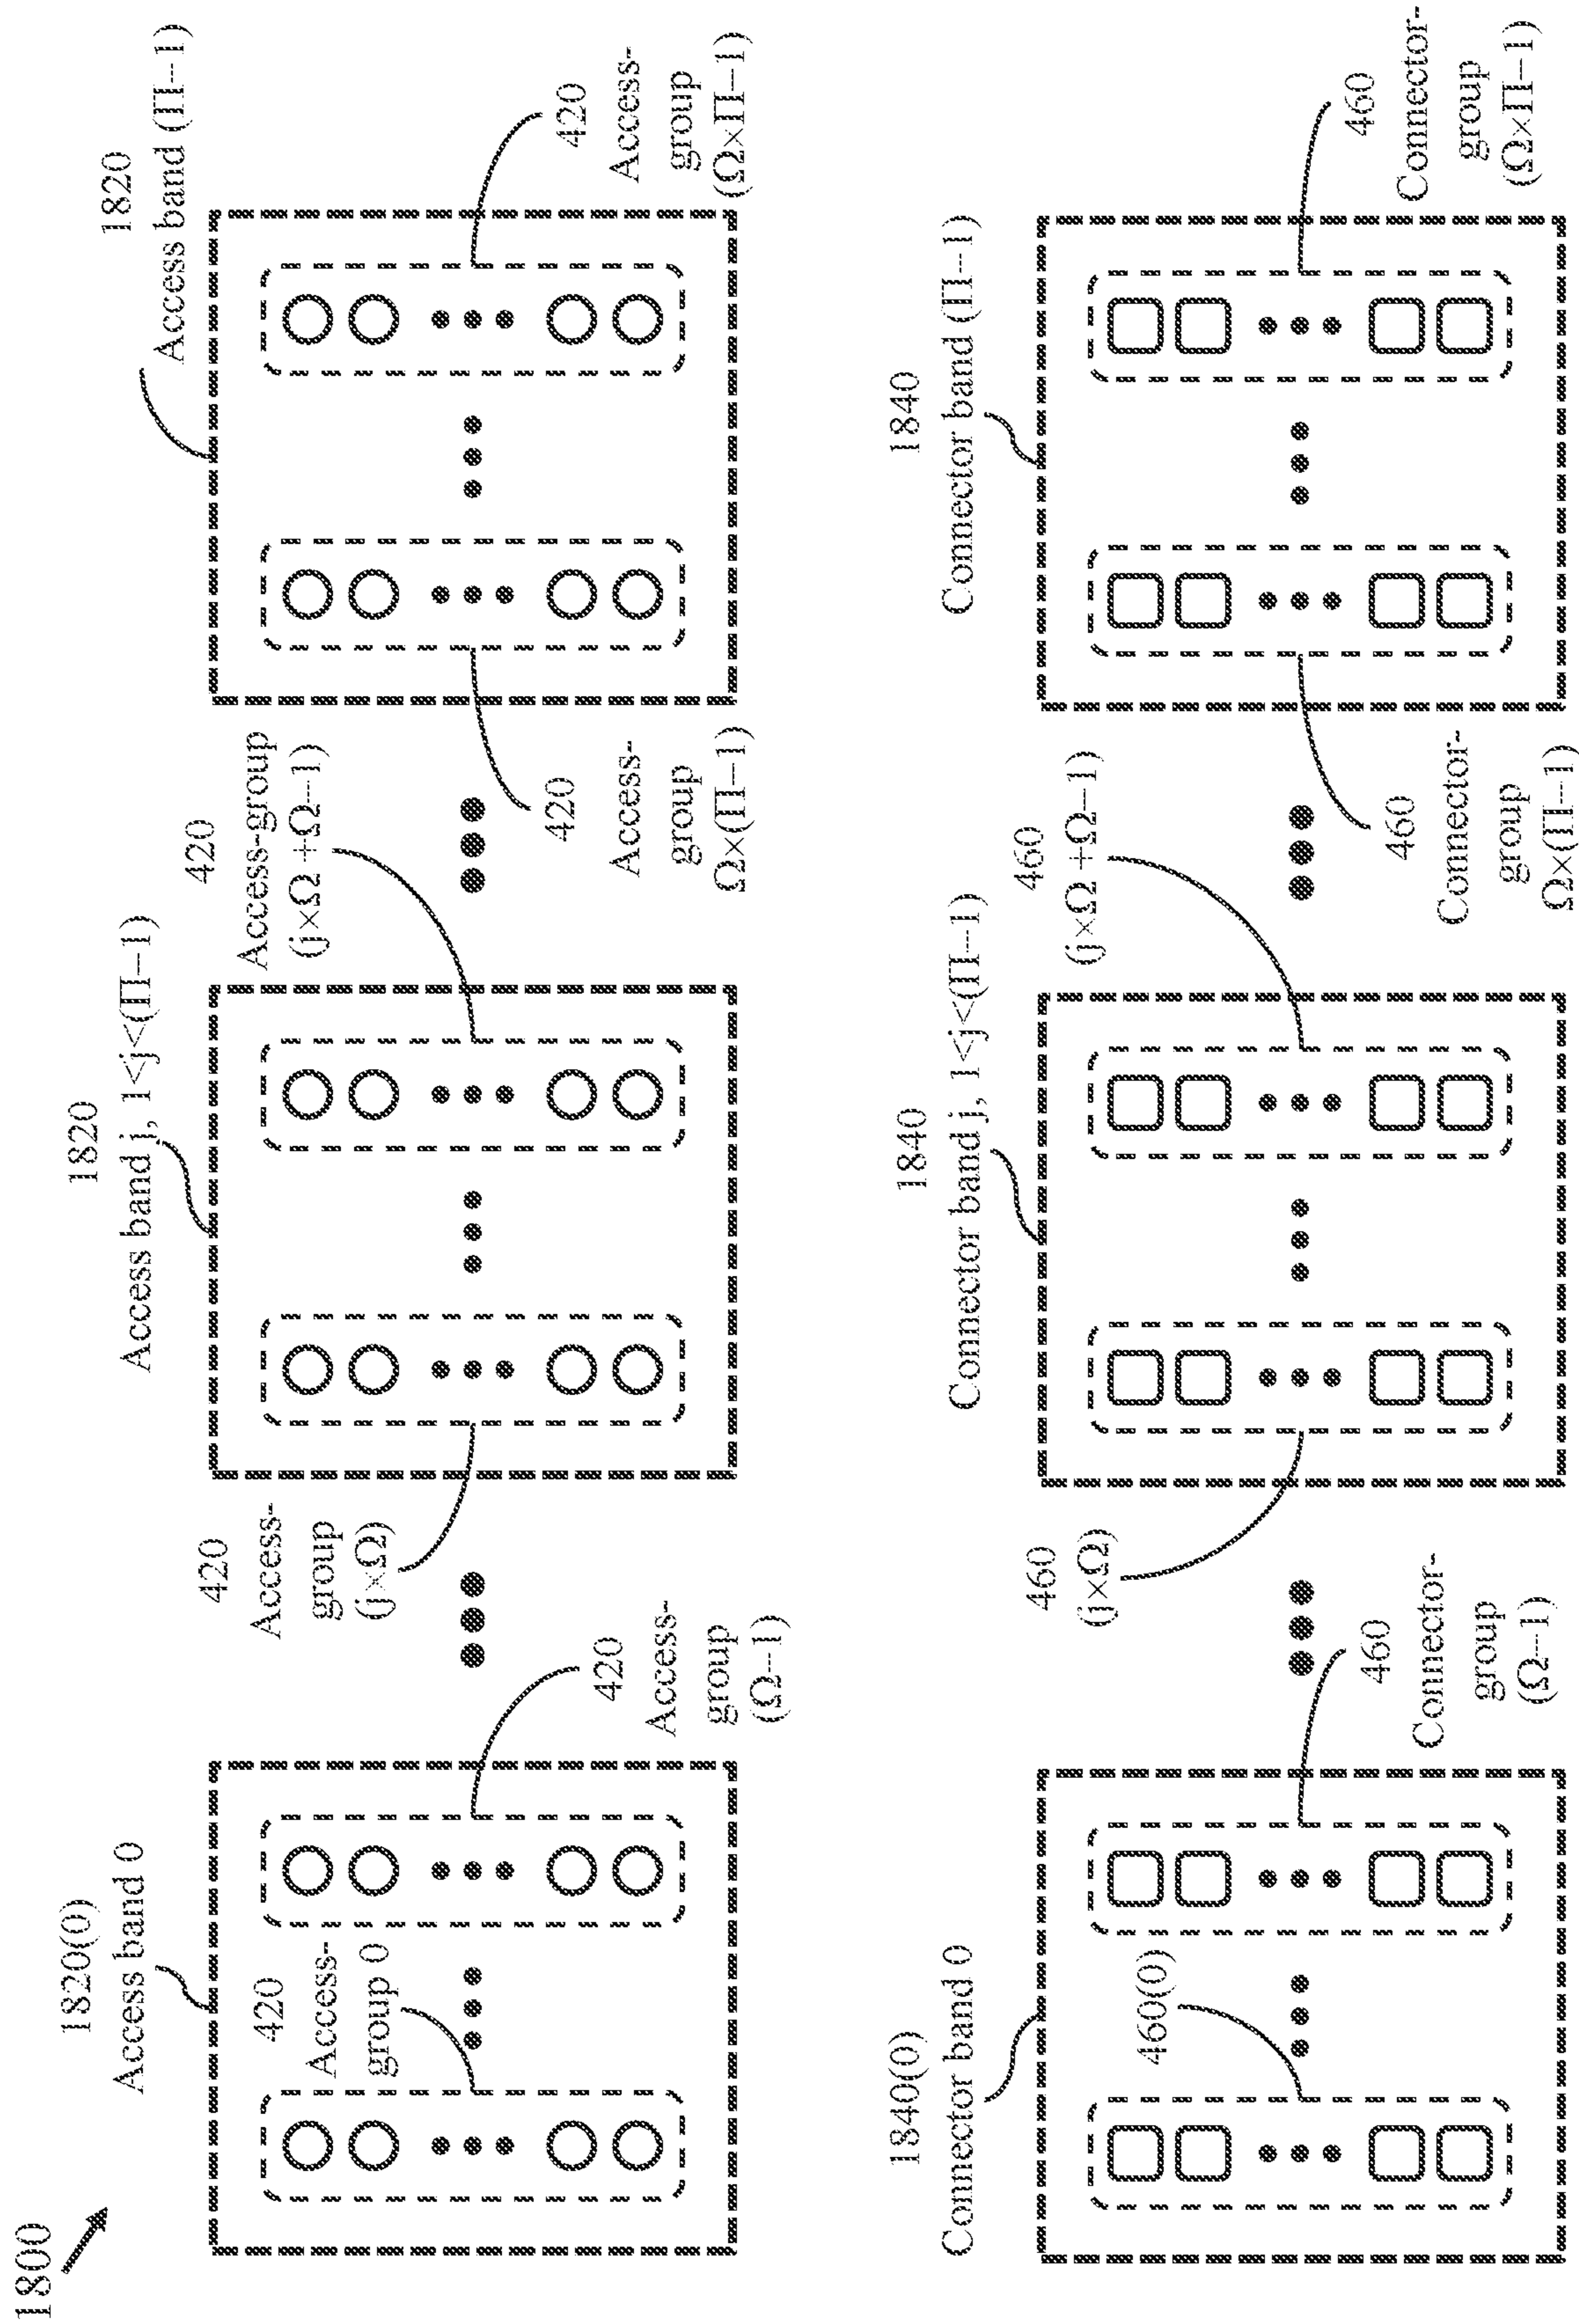 1800
1820(0)
Access band 0
420
Access-
group 0
420
Access-
group
(Ω–1)
1820
Access band j, 1<j<(Π–1)
420
Access-
group
(j×Ω)
420
Access-group
(j×Ω +Ω–1)
1820
Access band (Π–1)
420
Access-
group
Ω×(Π–1)
420
Access-
group
(Ω×Π–1)
1840(0)
Connector band 0
460(0)
460
Connector-
group
(Ω–1)
1840
Connector band j, 1<j<(Π–1)
460
(j×Ω)
460
(j×Ω +Ω–1)
1840
Connector band (Π–1)
460
Connector-
group
Ω×(Π–1)
460
Connector-
group
(Ω×Π–1)